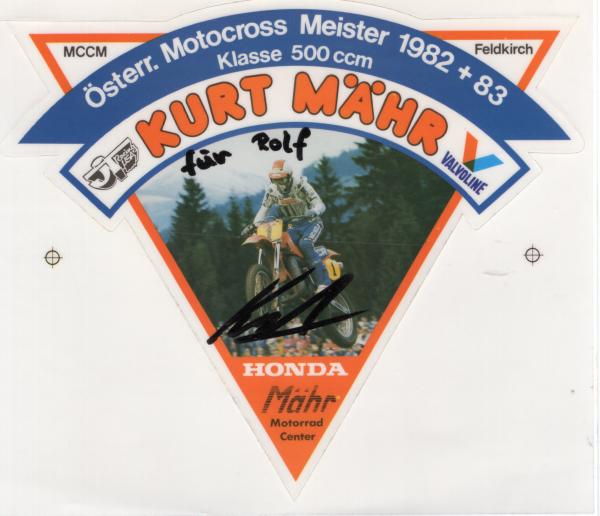 MCCM
Feldkirch
Österr. Motocross Meister 1982 + 83
Klasse 500 ccm
KURT MÄHR
für Rolf
VALVOLINE
1
HONDA
Mähr
Motorrad
Center